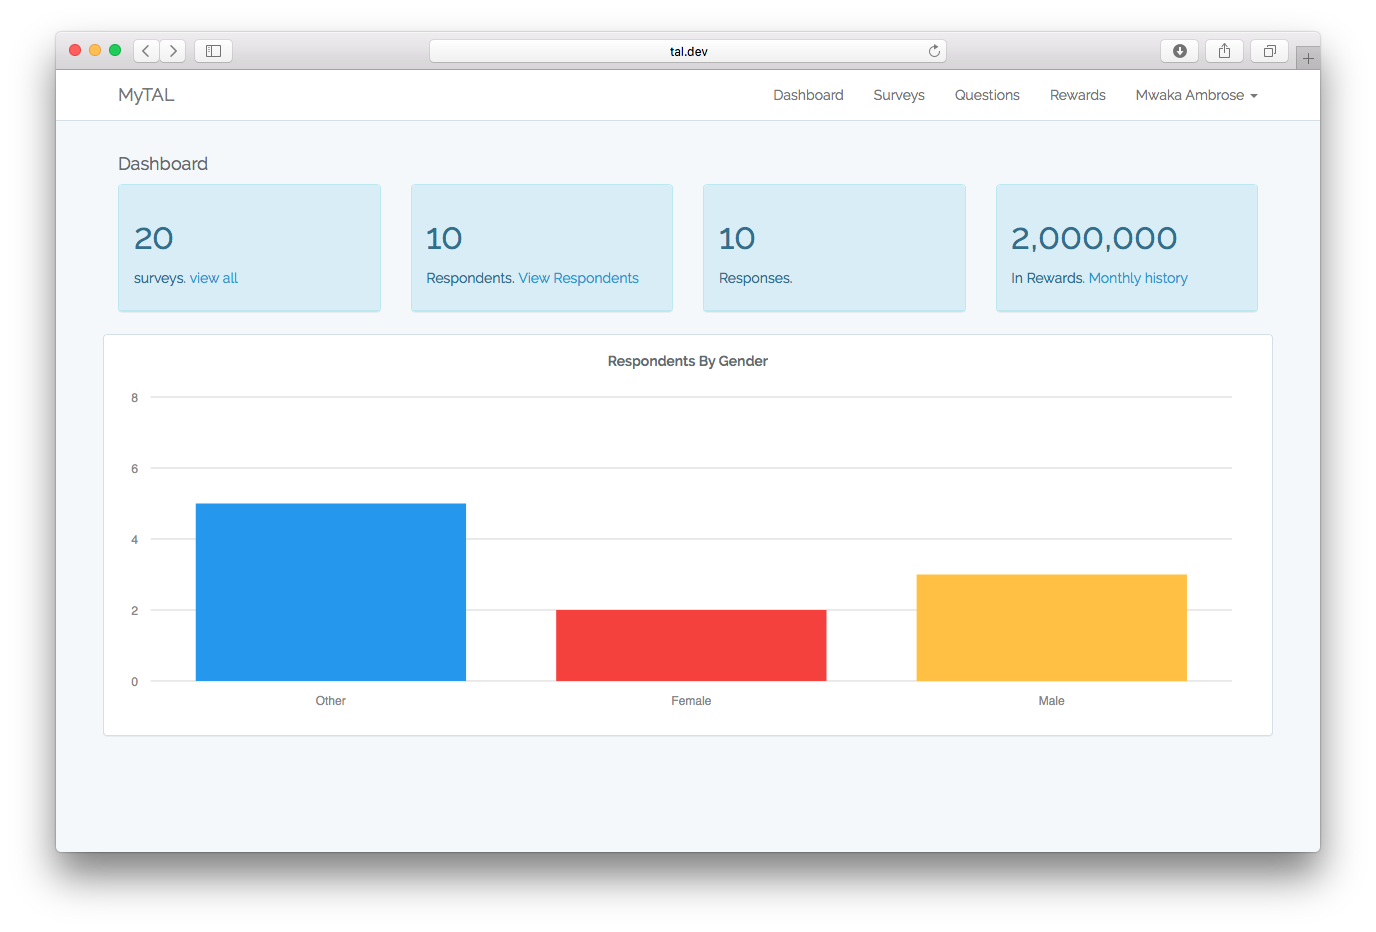 tal.dev
MyTAL
Dashboard Surveys Questions Rewards Mwaka Ambrose
Dashboard
20
surveys. view all
10
Respondents. View Respondents
10
Responses.
2,000,000
In Rewards. Monthly history
Respondents By Gender
8
6
4
2
0
Other Female Male